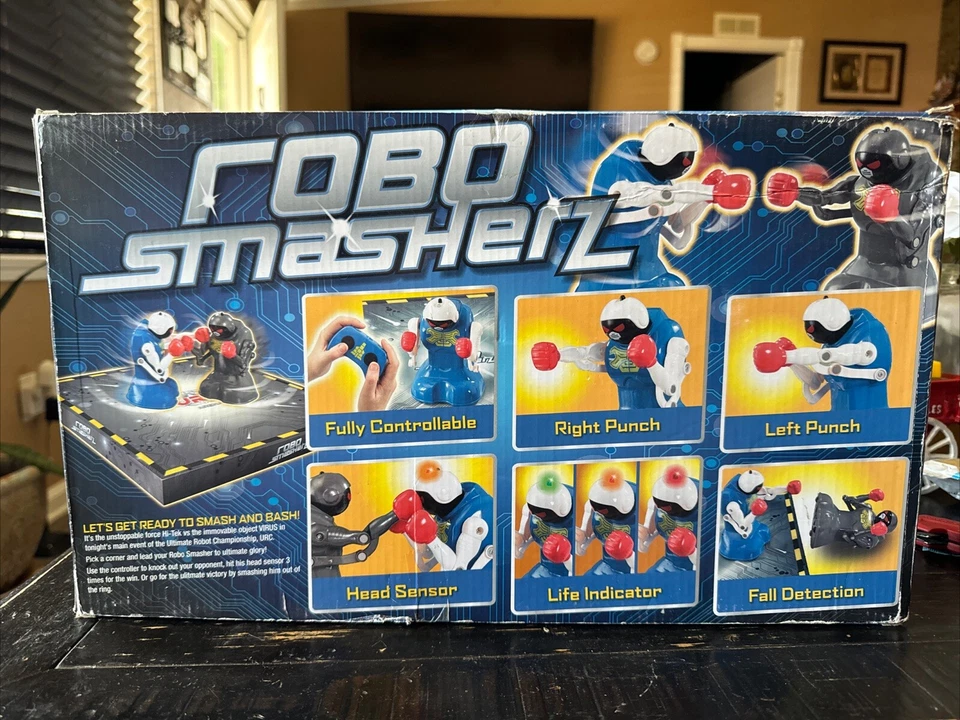 ROBO
SMASHERZ
Fully Controllable
Right Punch
Left Punch
ROBO
SMASHERZ
ROBO
SMASHERZ
LET'S GET READY TO SMASH AND BASH!
It's the unstoppable force Hi-Tek vs the immovable object VIRUS in
tonight's main event of the Ultimate Robot Championship, URC.
Pick a corner and lead your Robo Smasher to ultimate glory!
Use the controller to knock out your opponent, hit his head sensor 3
times for the win. Or go for the ultimate victory by smashing him out of
the ring.
Head Sensor
Life Indicator
Fall Detection